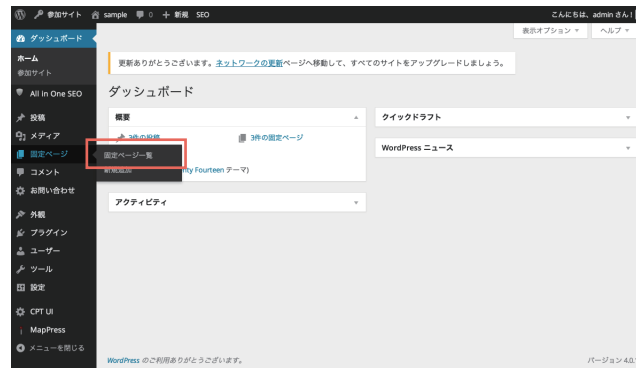 参加サイト sample 0 + 新規 SEO こんにちは、admin さん！
表示オプション ▼ ヘルプ ▼
ダッシュボード
ホーム
参加サイト
更新ありがとうございます。ネットワークの更新ページへ移動して、すべてのサイトをアップグレードしましょう。
All in One SEO
ダッシュボード
投稿
概要
クイックドラフト
メディア
3件の投稿
3件の固定ページ
固定ページ
固定ページ一覧
WordPress ニュース
コメント
新規追加
nty Fourteen テーマ)
お問い合わせ
アクティビティ
外観
プラグイン
ユーザー
ツール
設定
CPT UI
MapPress
メニューを閉じる
WordPress のご利用ありがとうございます。
バージョン 4.0.